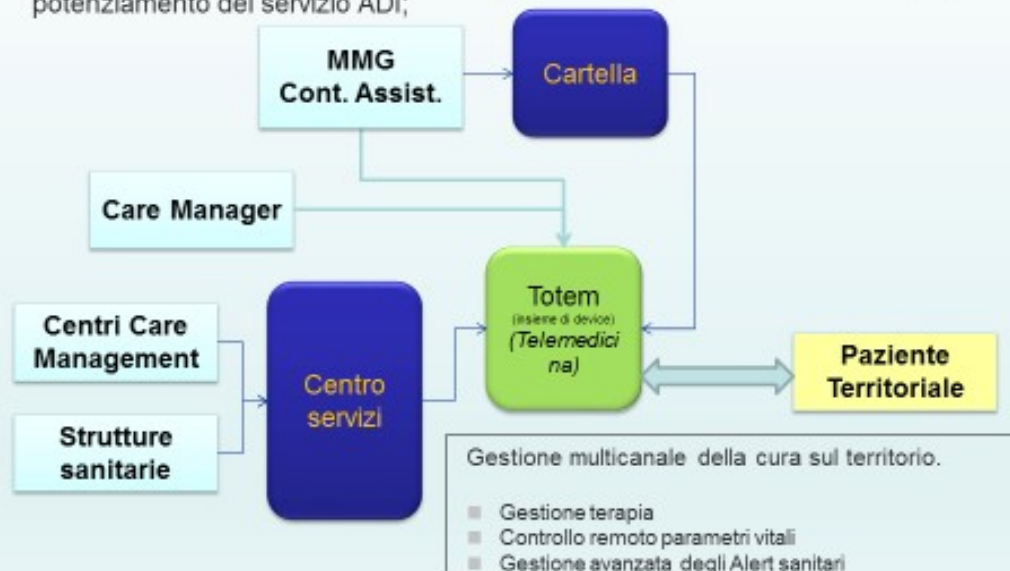 potenziamento del servizio ADI;
MMG
Cont. Assist.
Cartella
Care Manager
Totem
(insieme di device)
(Telemedici
na)
Centri Care
Management
Centro
servizi
Paziente
Territoriale
Strutture
sanitarie
Gestione multicanale della cura sul territorio.
Gestione terapia
Controllo remoto parametri vitali
Gestione avanzata degli Alert sanitari